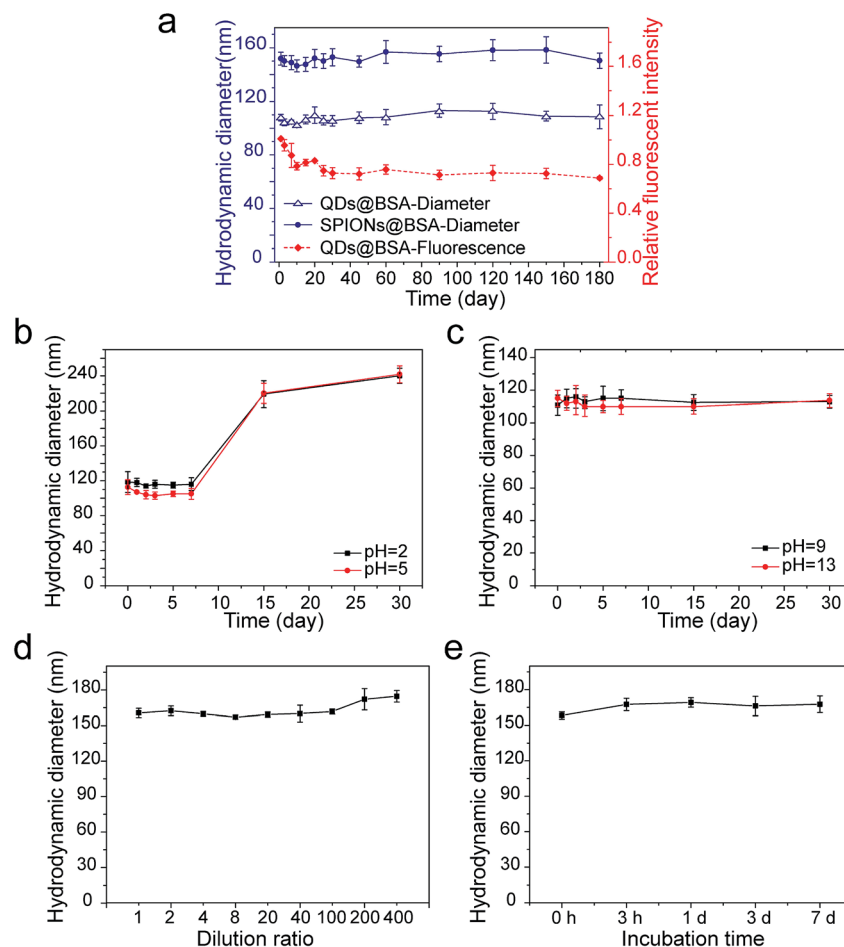 a
Hydrodynamic diameter(nm)
160
120
80
40
0
1.6
1.2
0.8
0.4
0.0
Relative fluorescent intensity
QDs@BSA-Diameter
SPIONs@BSA-Diameter
QDs@BSA-Fluorescence
0 20 40 60 80 100 120 140 160 180
Time (day)
b
Hydrodynamic diameter (nm)
240
200
160
120
80
40
0
pH=2
pH=5
0 5 10 15 20 25 30
Time (day)
c
Hydrodynamic diameter (nm)
140
120
100
80
60
40
20
0
pH=9
pH=13
0 5 10 15 20 25 30
Time (day)
d
Hydrodynamic diameter (nm)
180
150
120
90
60
30
0
1 2 4 8 20 40 100 200 400
Dilution ratio
e
Hydrodynamic diameter (nm)
180
150
120
90
60
30
0
0 h 3 h 1 d 3 d 7 d
Incubation time